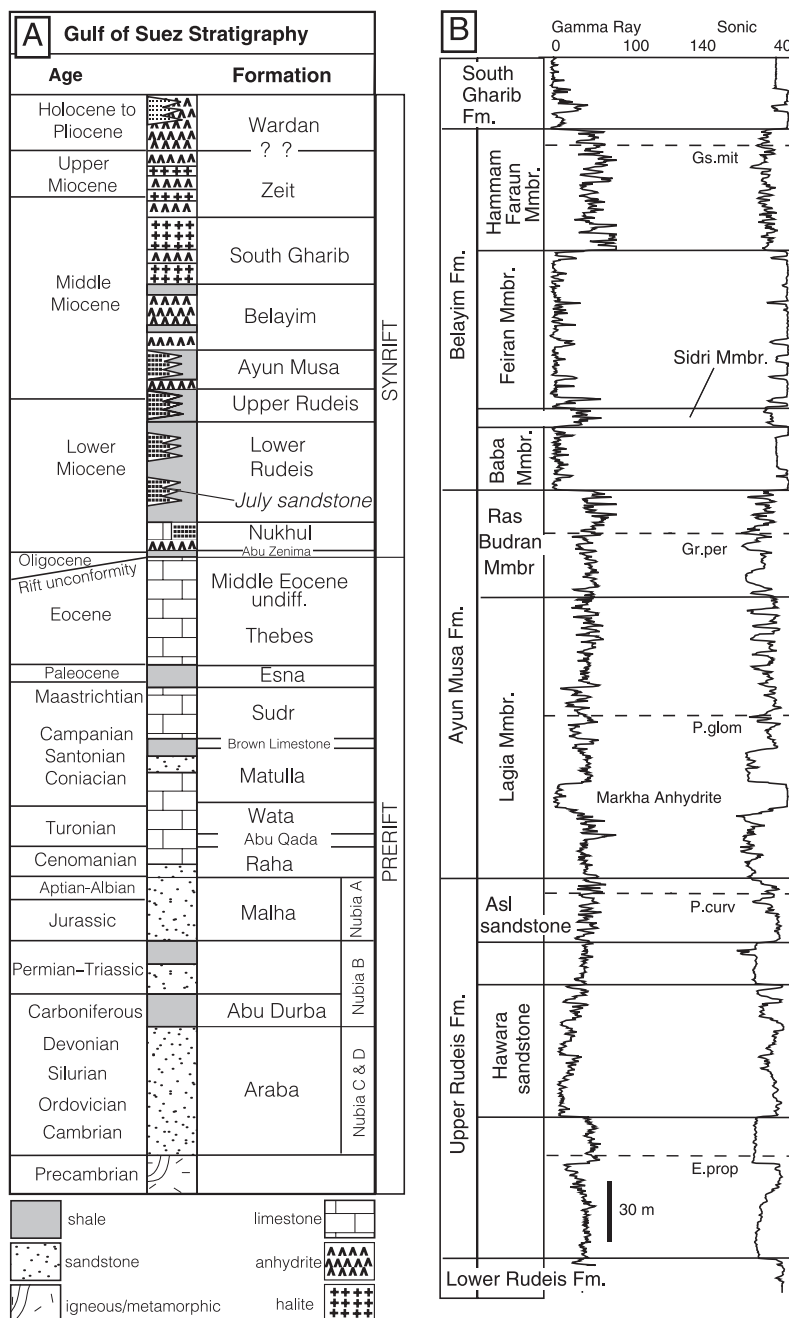 A
Gulf of Suez Stratigraphy
Age
Formation
Holocene to
Pliocene
Wardan
? ?
Upper
Miocene
Zeit
South Gharib
Middle
Miocene
Belayim
Ayun Musa
Upper Rudeis
Lower
Miocene
Lower
Rudeis
July sandstone
Nukhul
Abu Zenima
Oligocene
Rift unconformity
Eocene
Middle Eocene
undiff.
Thebes
Paleocene
Esna
Maastrichtian
Sudr
Campanian
Brown Limestone
Santonian
Coniacian
Matulla
Wata
Turonian
Abu Qada
Cenomanian
Raha
Aptian-Albian
Jurassic
Malha
Permian–Triassic
Carboniferous
Abu Durba
Devonian
Silurian
Ordovician
Cambrian
Araba
Precambrian
Nubia A
Nubia B
Nubia C & D
SYNRIFT
PRERIFT
shale
limestone
sandstone
anhydrite
igneous/metamorphic
halite
B
Gamma Ray
Sonic
0 100 140 40
South
Gharib
Fm.
Belayim Fm.
Hammam
Faraun
Mmbr.
Gs.mit
Feiran Mmbr.
Sidri Mmbr.
Baba
Mmbr.
Ayun Musa Fm.
Ras
Budran
Mmbr
Gr.per
Lagia Mmbr.
P.glom
Markha Anhydrite
Upper Rudeis Fm.
Asl
sandstone
P.curv
Hawara
sandstone
E.prop
30 m
Lower Rudeis Fm.